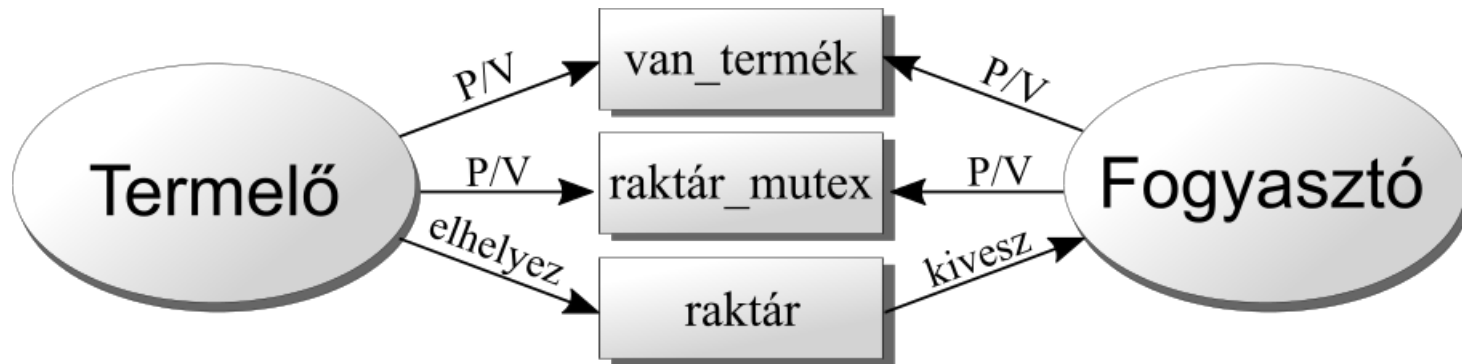 P/V
van_termék
P/V
Termelő
P/V
raktár_mutex
P/V
Fogyasztó
elhelyez
raktár
kivesz